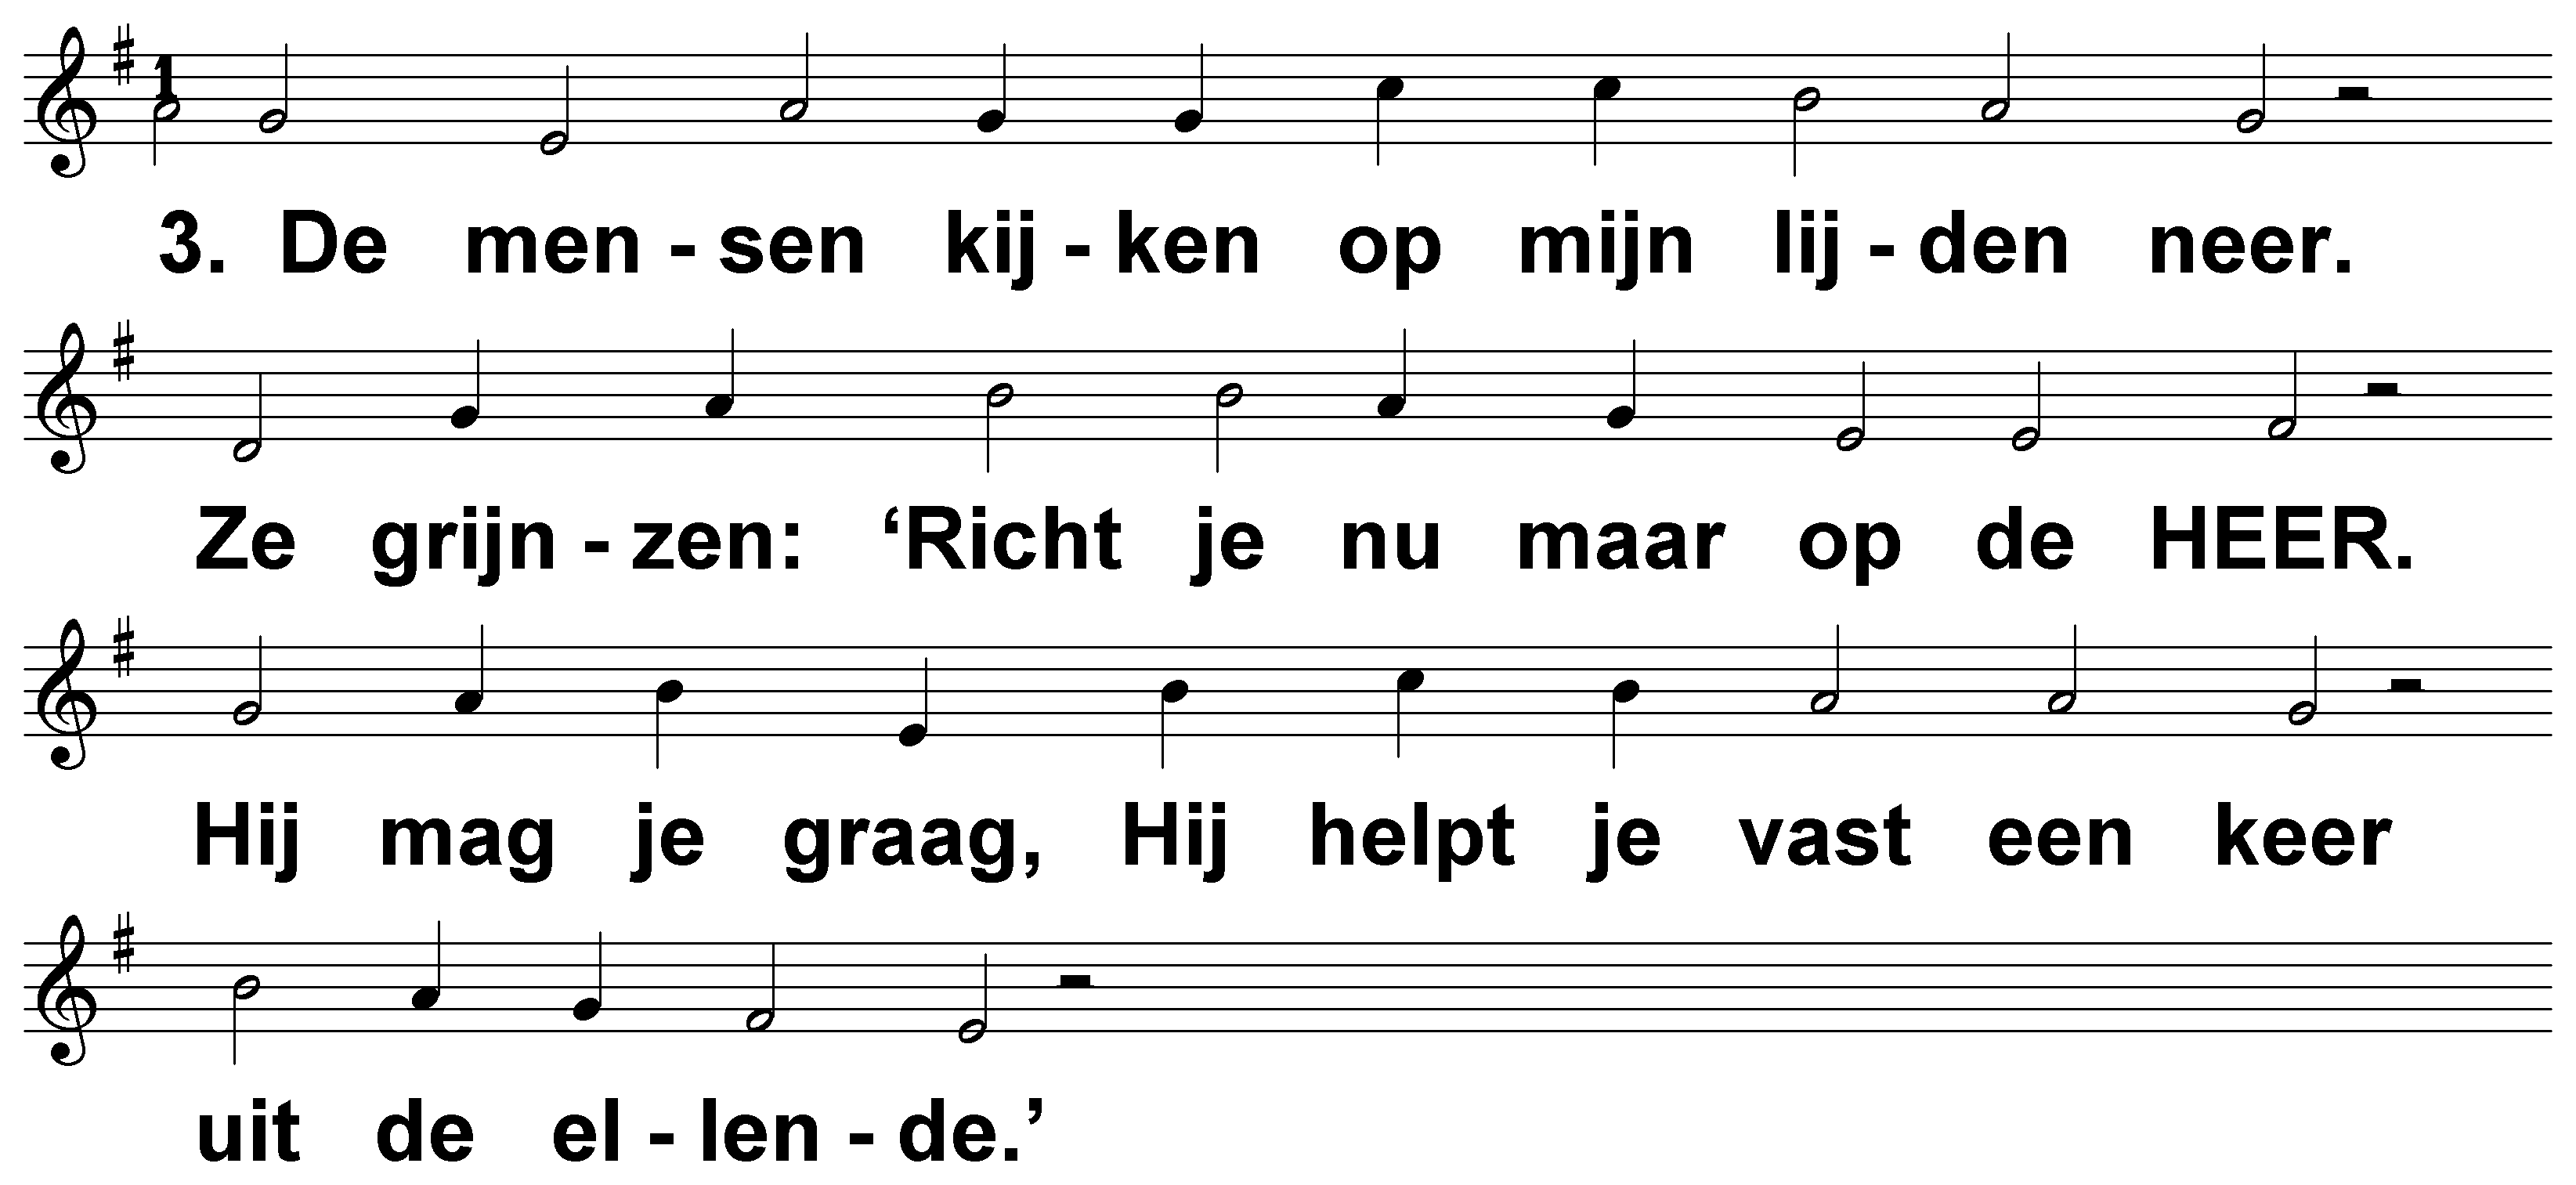 1
3. De men - sen kij - ken op mijn lij - den neer.
Ze grijn - zen: ‘Richt je nu maar op de HEER.
Hij mag je graag, Hij helpt je vast een keer
uit de el - len - de.’